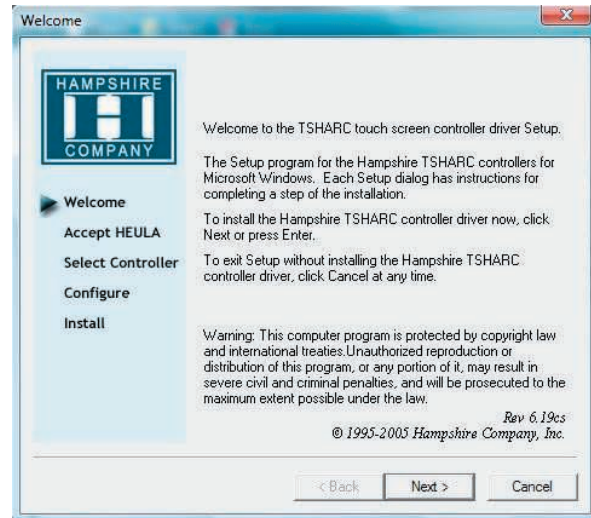 Welcome
x
HAMPSHIRE
H
COMPANY
Welcome
Accept HEULA
Select Controller
Configure
Install
Welcome to the TSHARC touch screen controller driver Setup.
The Setup program for the Hampshire TSHARC controllers for
Microsoft Windows. Each Setup dialog has instructions for
completing a step of the installation.
To install the Hampshire TSHARC controller driver now, click
Next or press Enter.
To exit Setup without installing the Hampshire TSHARC
controller driver, click Cancel at any time.
Warning: This computer program is protected by copyright law
and international treaties.Unauthorized reproduction or
distribution of this program, or any portion of it, may result in
severe civil and criminal penalties, and will be prosecuted to the
maximum extent possible under the law.
Rev 6.19cs
© 1995-2005 Hampshire Company, Inc.
< Back
Next >
Cancel